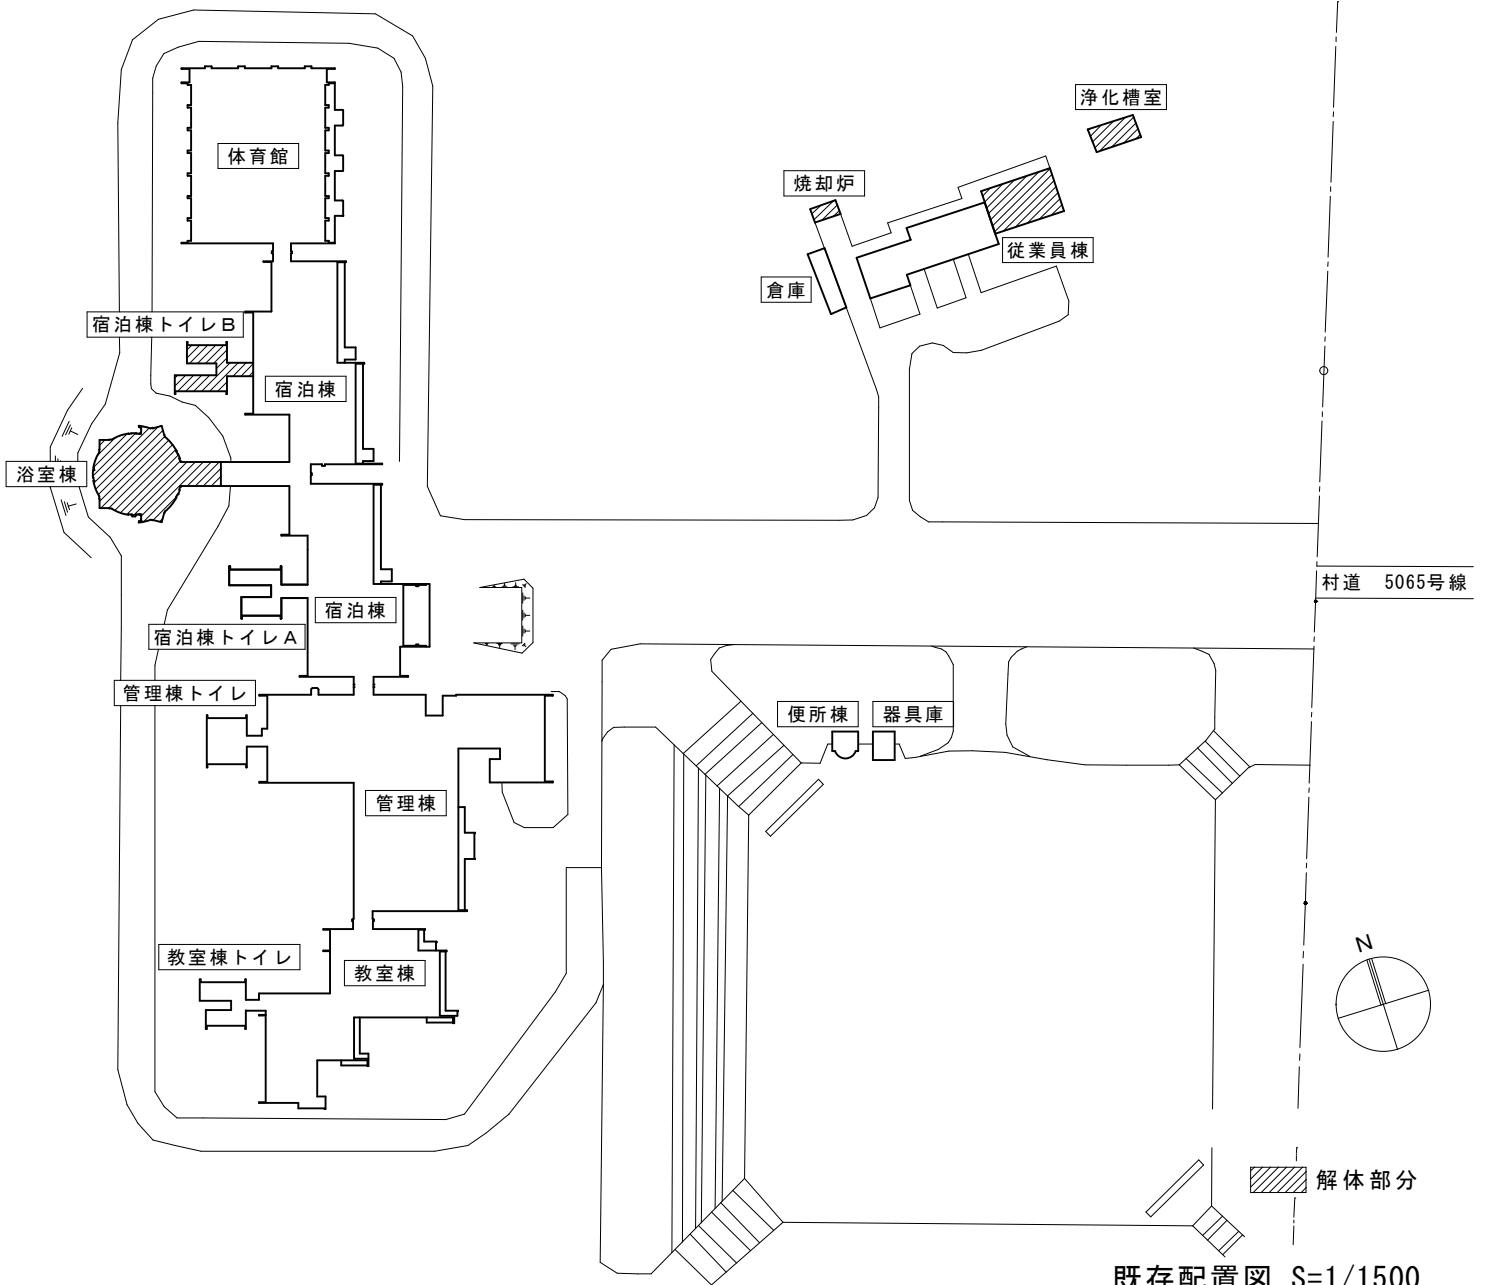 浄化槽室
体育館
焼却炉
従業員棟
倉庫
宿泊棟トイレB
宿泊棟
浴室棟
村道 5065号線
宿泊棟
宿泊棟トイレA
管理棟トイレ
便所棟
器具庫
管理棟
N
教室棟トイレ
教室棟
解体部分
既存配置図 S=1/1500